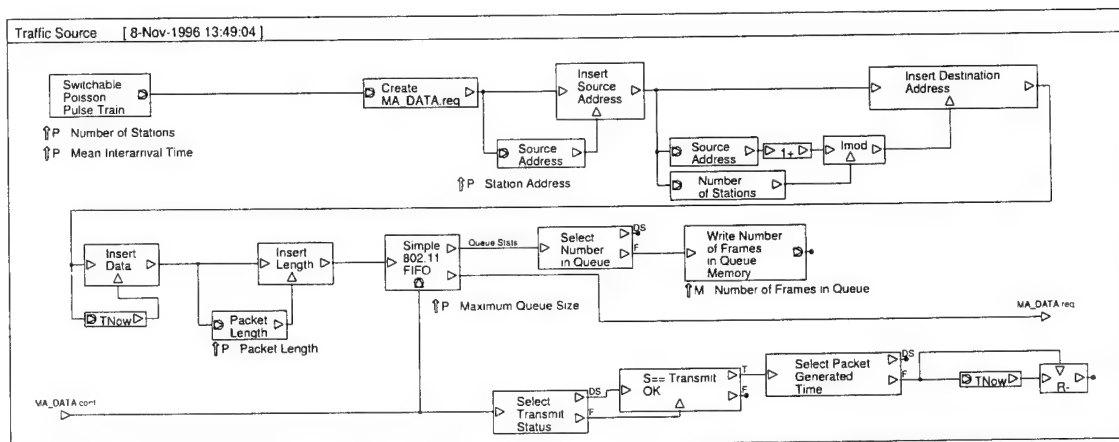 Traffic Source [ 8-Nov-1996 13:49:04 ]
Switchable
Poisson
Pulse Train
Create
MA_DATA.req
Insert
Source
Address
Insert Destination
Address
⇑P Number of Stations
⇑P Mean Interarrival Time
Source
Address
⇑P Station Address
Source
Address
1+
Imod
Number
of Stations
Insert
Data
Insert
Length
Simple
802.11
FIFO
Queue Stats
Select
Number
in Queue
DS
F
Write Number
of Frames
in Queue
Memory
⇑M Number of Frames in Queue
TNow
Packet
Length
⇑P Packet Length
⇑P Maximum Queue Size
MA_DATA req
MA_DATA conf
Select
Transmit
Status
DS
F
S== Transmit
OK
T
F
Select Packet
Generated
Time
DS
F
TNow
R-